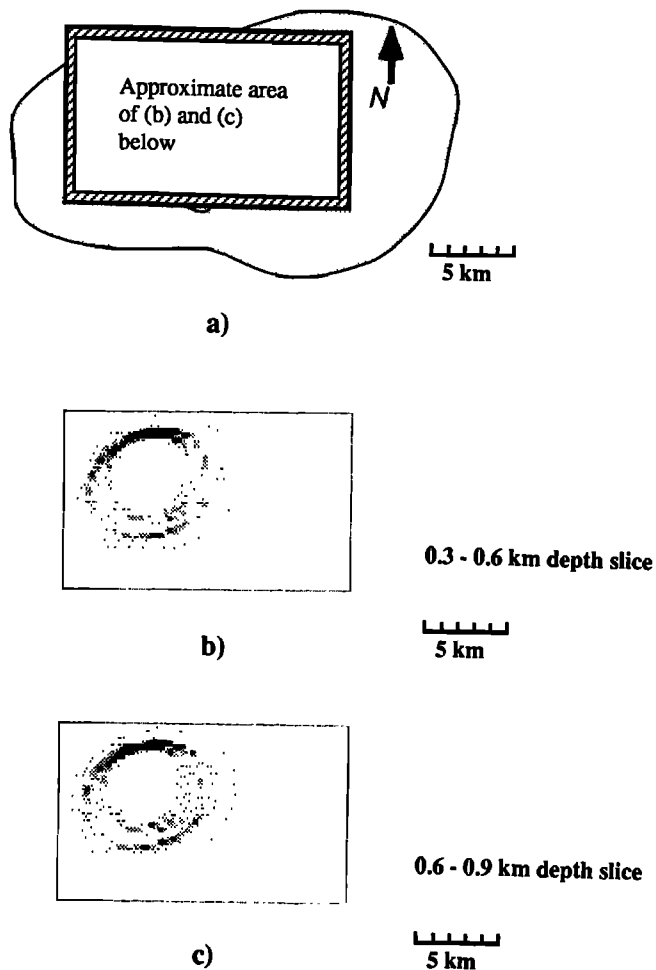 Approximate area
of (b) and (c)
below
N
5 km
a)
0.3 - 0.6 km depth slice
5 km
b)
0.6 - 0.9 km depth slice
5 km
c)